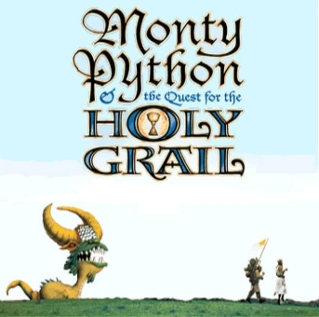 Monty
Python
& the Quest for the
HOLY
GRAIL